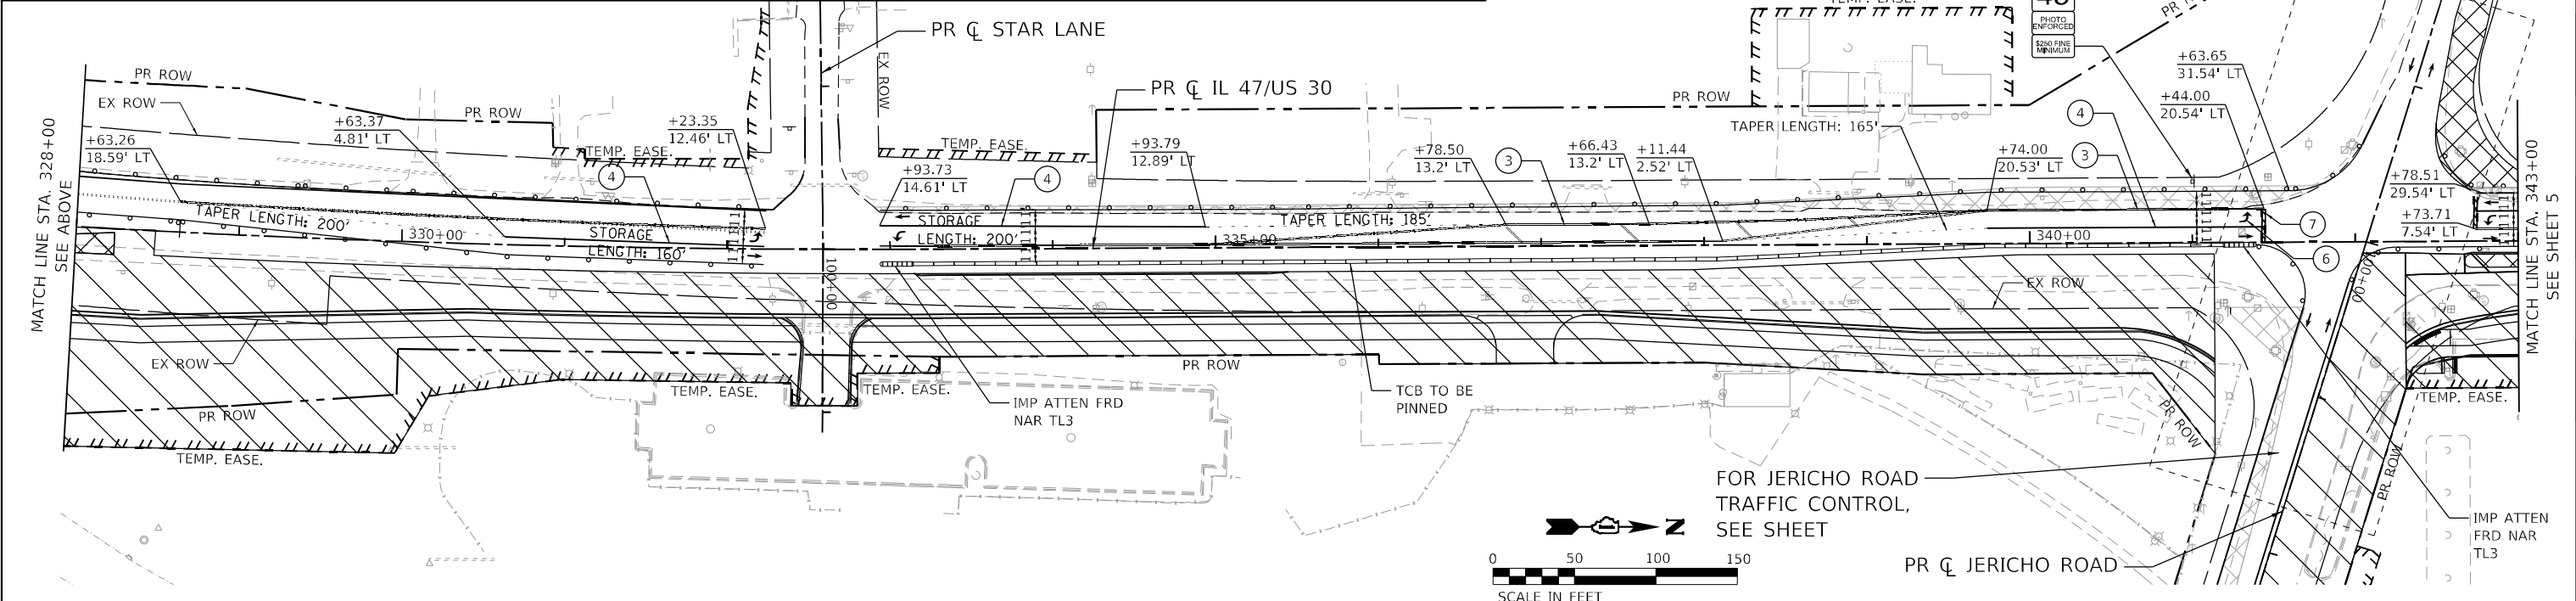 PR ℄ STAR LANE
TEMP. EASE.
PHOTO
ENFORCED
$250 FINE
MINIMUM
PR ROW
EX ROW
PR ROW
EX ROW
PR ℄ IL 47/US 30
PR ROW
+63.65
31.54' LT
+44.00
20.54' LT
MATCH LINE STA. 328+00
SEE ABOVE
+63.26
18.59' LT
+63.37
4.81' LT
TEMP. EASE.
4
+23.35
12.46' LT
TEMP. EASE.
+93.73
14.61' LT
4
+93.79
12.89' LT
+78.50
13.2' LT
3
+66.43
13.2' LT
+11.44
2.52' LT
TAPER LENGTH: 165'
+74.00
20.53' LT
4
3
+78.51
29.54' LT
+73.71
7.54' LT
7
6
MATCH LINE STA. 343+00
SEE SHEET 5
TAPER LENGTH: 200'
330+00
STORAGE
LENGTH: 160'
STORAGE
LENGTH: 200'
TAPER LENGTH: 185'
335+00
340+00
100+00
00+00
EX ROW
EX ROW
PR ROW
PR ROW
TEMP. EASE.
TEMP. EASE.
TEMP. EASE.
IMP ATTEN FRD
NAR TL3
PR ROW
TCB TO BE
PINNED
PR ROW
TEMP. EASE.
PR ROW
FOR JERICHO ROAD
TRAFFIC CONTROL,
SEE SHEET
N
0 50 100 150
SCALE IN FEET
PR ℄ JERICHO ROAD
IMP ATTEN
FRD NAR
TL3